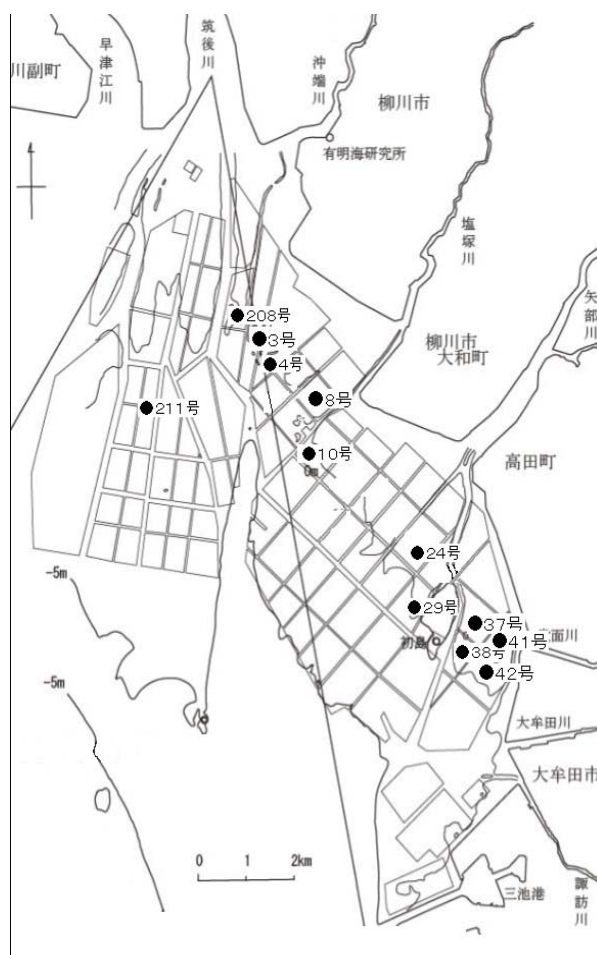 筑後川
早津江川
川副町
沖端川
柳川市
有明海研究所
塩塚川
矢部川
208号
3号
柳川市
大和町
4号
8号
211号
10号
0m
高田町
24号
-5m
29号
37号
初島
41号
面川
38号
42号
-5m
大牟田川
大牟田市
0 1 2km
三池港
諏訪川